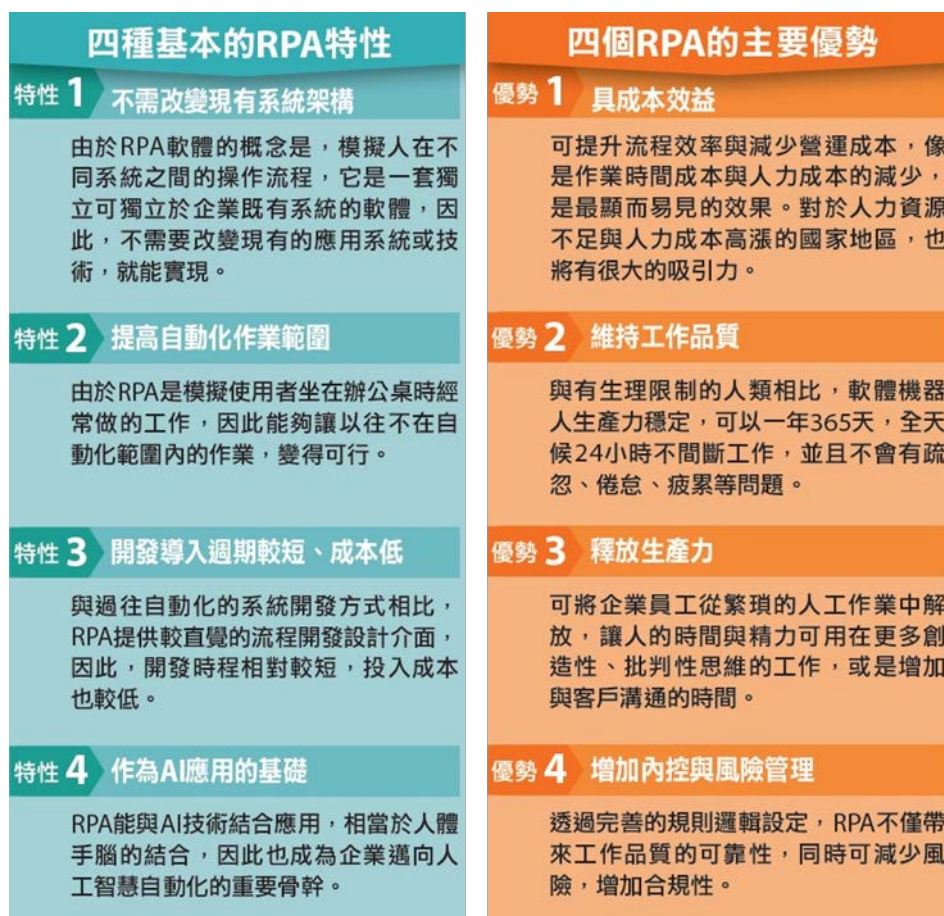 四種基本的RPA特性
特性1 不需改變現有系統架構
由於RPA軟體的概念是,模擬人在不
同系統之間的操作流程,它是一套獨
立可獨立於企業既有系統的軟體,因
此,不需要改變現有的應用系統或技
術,就能實現。
特性2 提高自動化作業範圍
由於RPA是模擬使用者坐在辦公桌時經
常做的工作,因此能夠讓以往不在自
動化範圍內的作業,變得可行。
特性3 開發導入週期較短、成本低
與過往自動化的系統開發方式相比,
RPA提供較直覺的流程開發設計介面,
因此,開發時程相對較短,投入成本
也較低。
特性4 作為AI應用的基礎
RPA能與AI技術結合應用,相當於人體
手腦的結合,因此也成為企業邁向人
工智慧自動化的重要骨幹。
四個RPA的主要優勢
優勢1 具成本效益
可提升流程效率與減少營運成本,像
是作業時間成本與人力成本的減少,
是最顯而易見的效果。對於人力資源
不足與人力成本高漲的國家地區,也
將有很大的吸引力。
優勢2 維持工作品質
與有生理限制的人類相比,軟體機器
人生產力穩定,可以一年365天,全天
候24小時不間斷工作,並且不會有疏
忽、倦怠、疲累等問題。
優勢3 釋放生產力
可將企業員工從繁瑣的人工作業中解
放,讓人的時間與精力可用在更多創
造性、批判性思維的工作,或是增加
與客戶溝通的時間。
優勢4 增加內控與風險管理
透過完善的規則邏輯設定,RPA不僅帶
來工作品質的可靠性,同時可減少風
險,增加合規性。